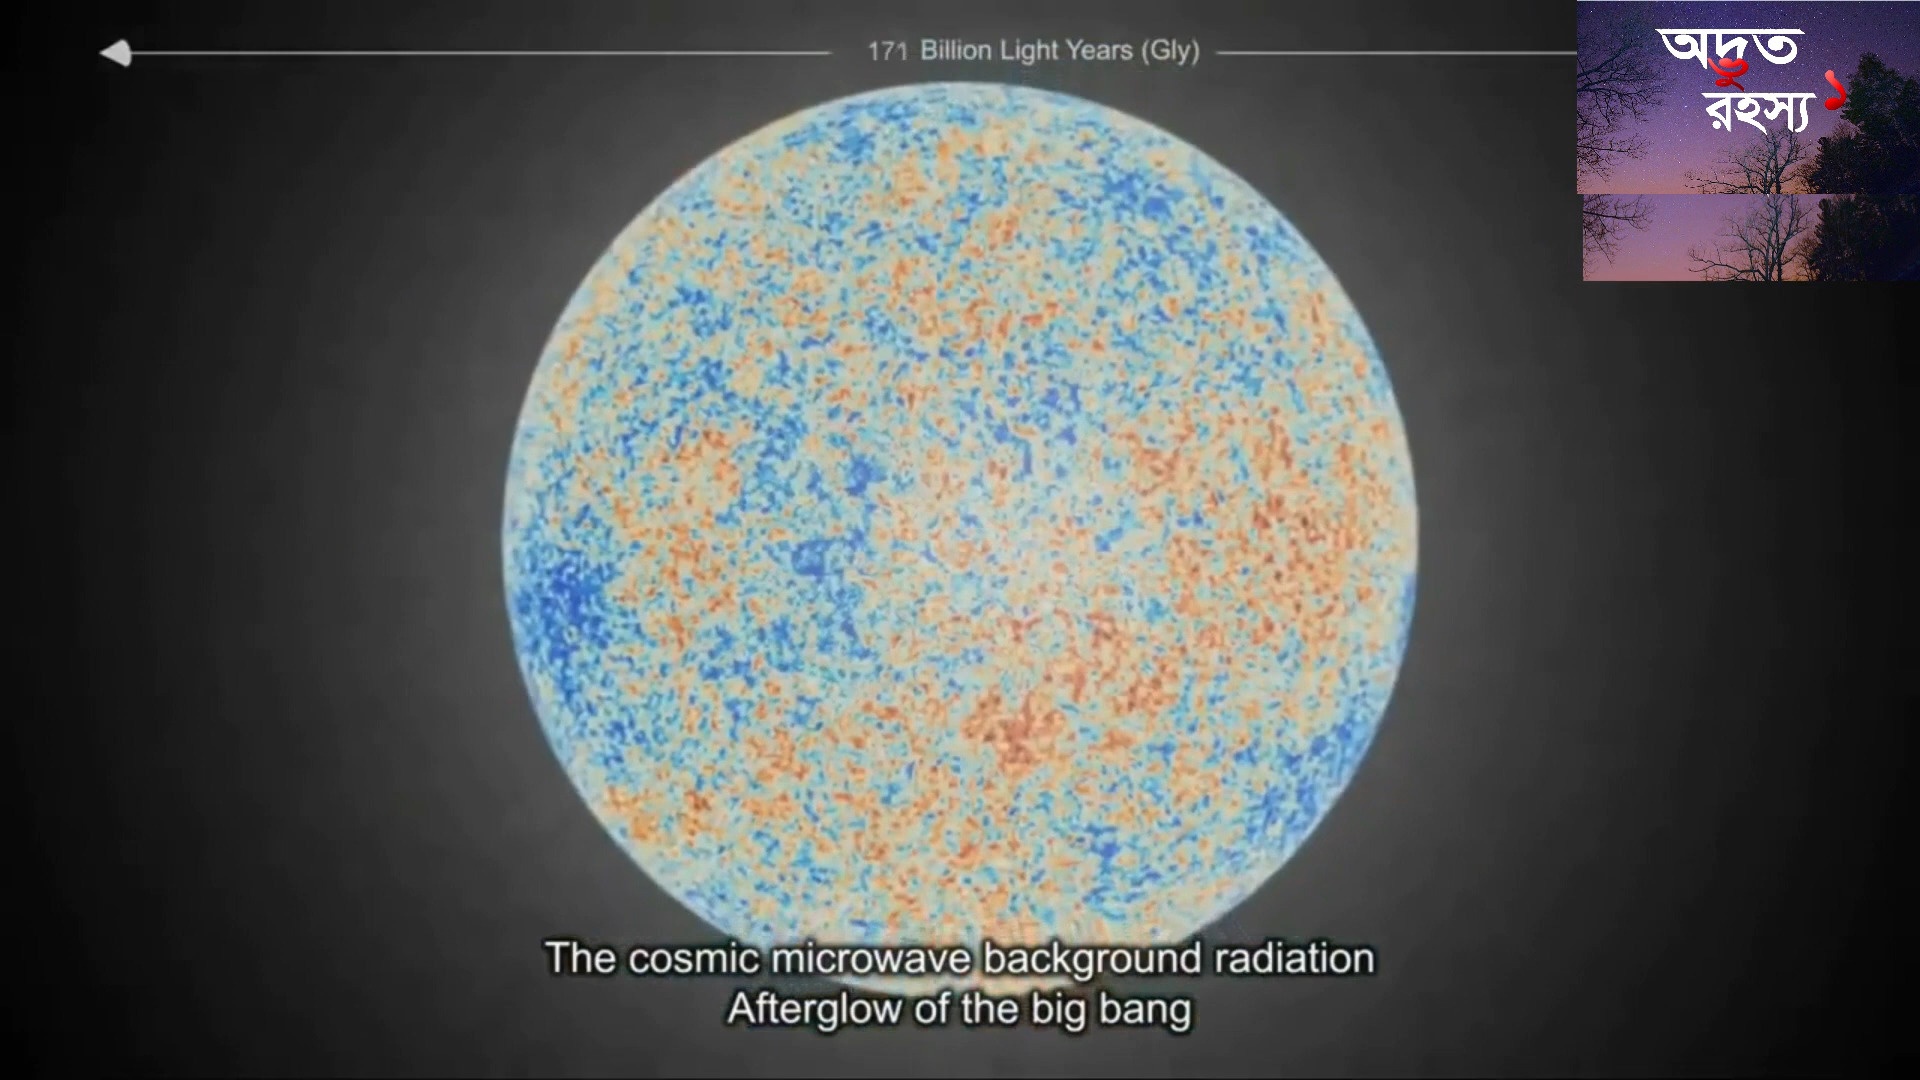 171 Billion Light Years (Gly)
অদ্ভুত
রহস্য ১
The cosmic microwave background radiation
Afterglow of the big bang